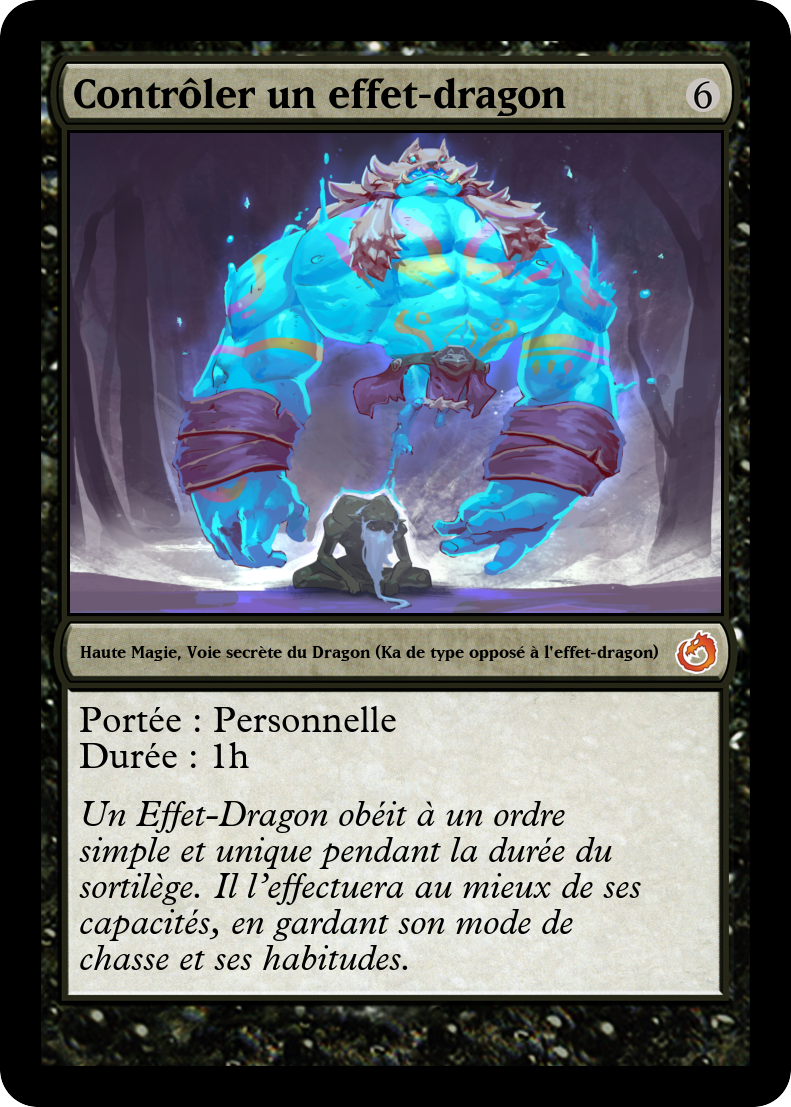 Contrôler un effet-dragon 6
Haute Magie, Voie secrète du Dragon (Ka de type opposé à l'effet-dragon)
Portée : Personnelle
Durée : 1h
Un Effet-Dragon obéit à un ordre
simple et unique pendant la durée du
sortilège. Il l'effectuera au mieux de ses
capacités, en gardant son mode de
chasse et ses habitudes.